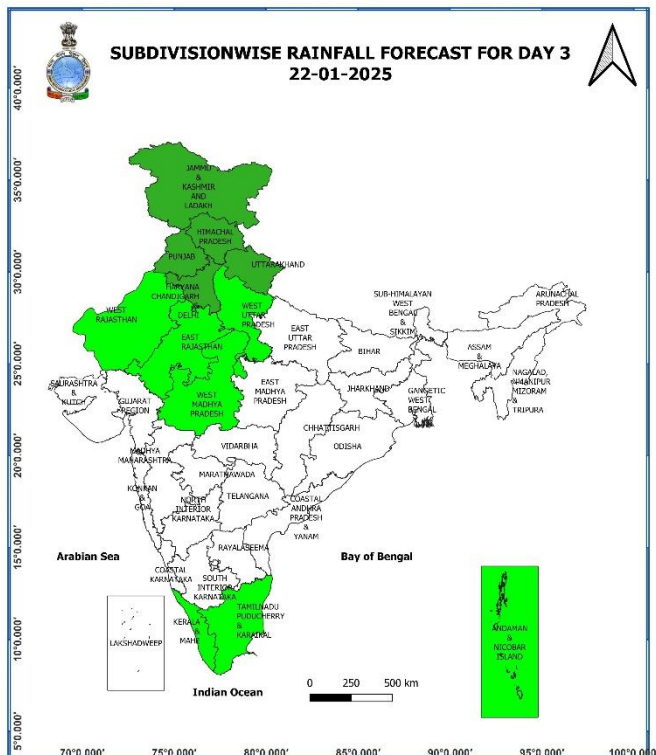 SUBDIVISIONWISE RAINFALL FORECAST FOR DAY 3
22-01-2025
40°0.000'
35°0.000'
30°0.000'
25°0.000'
20°0.000'
15°0.000'
10°0.000'
5°0.000'
JAMMU
&
KASHMIR
AND
LADAKH
HIMACHAL
PRADESH
PUNJAB
UTTARAKHAND
HARYANA
CHANDIGARH
&
DELHI
WEST
RAJASTHAN
WEST
UTTAR
PRADESH
EAST
RAJASTHAN
EAST
UTTAR
PRADESH
SUB-HIMALAYAN
WEST
BENGAL
&
SIKKIM
ARUNACHAL
PRADESH
BIHAR
ASSAM
&
MEGHALAYA
NAGALAD,
MANIPUR
MIZORAM
&
TRIPURA
SAURASHTRA
&
KUTCH
GUJARAT
REGION
WEST
MADHYA
PRADESH
EAST
MADHYA
PRADESH
JHARKHAND
GANGETIC
WEST
BENGAL
CHHATTISGARH
ODISHA
VIDARBHA
MADHYA
MAHARASHTRA
MARATHAWADA
KONKAN
&
GOA
NORTH
INTERIOR
KARNATAKA
TELANGANA
COASTAL
ANDHRA
PRADESH
&
YANAM
RAYALASEEMA
Arabian Sea
Bay of Bengal
COASTAL
KARNATAKA
SOUTH
INTERIOR
KARNATAKA
TAMILNADU
PUDUCHERRY
&
KARAIKAL
KERALA
&
MAHE
LAKSHADWEEP
ANDAMAN
&
NICOBAR
ISLAND
Indian Ocean
0 250 500 km
70°0.000' 75°0.000' 80°0.000' 85°0.000' 90°0.000' 95°0.000' 100°0.000'